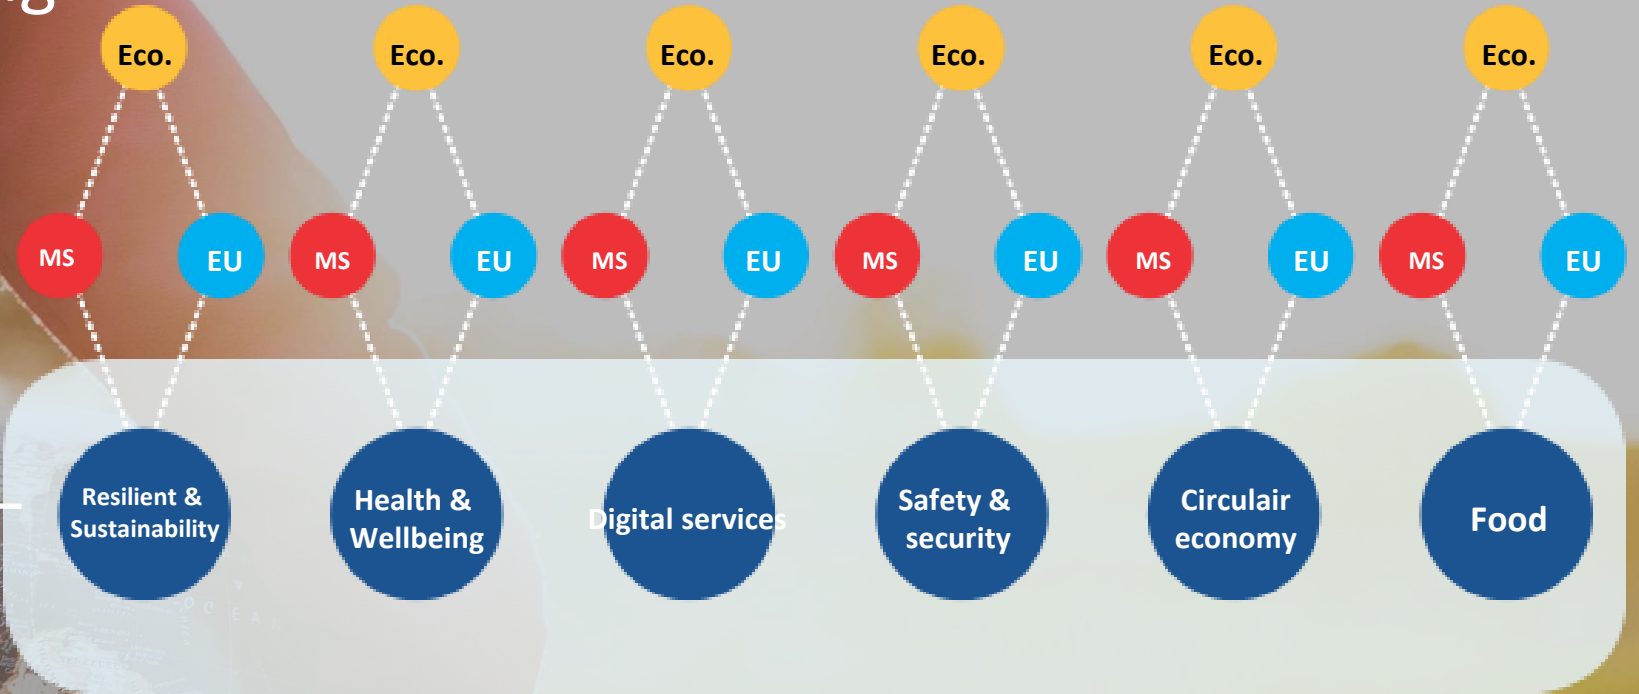 Eco. Eco. Eco. Eco. Eco. Eco.
MS EU MS EU MS EU MS EU MS EU MS EU
Resilient &
Sustainability
Health &
Wellbeing
Digital services
Safety &
security
Circulair
economy
Food